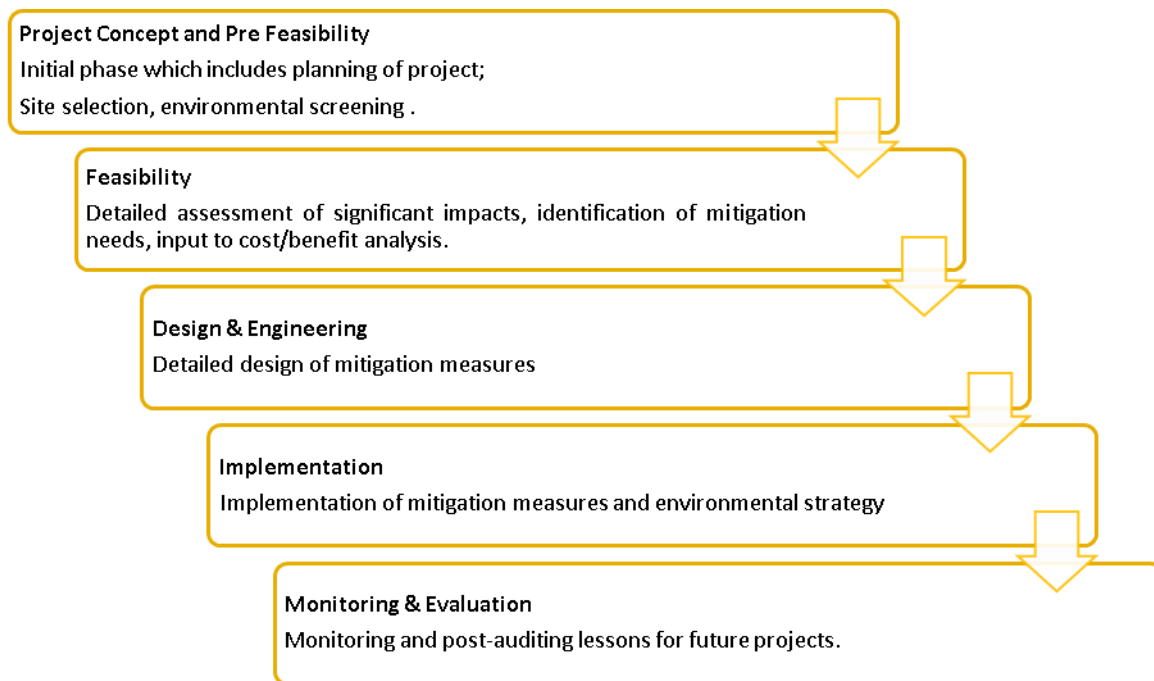 Project Concept and Pre Feasibility
Initial phase which includes planning of project;
Site selection, environmental screening .
Feasibility
Detailed assessment of significant impacts, identification of mitigation
needs, input to cost/benefit analysis.
Design & Engineering
Detailed design of mitigation measures
Implementation
Implementation of mitigation measures and environmental strategy
Monitoring & Evaluation
Monitoring and post-auditing lessons for future projects.